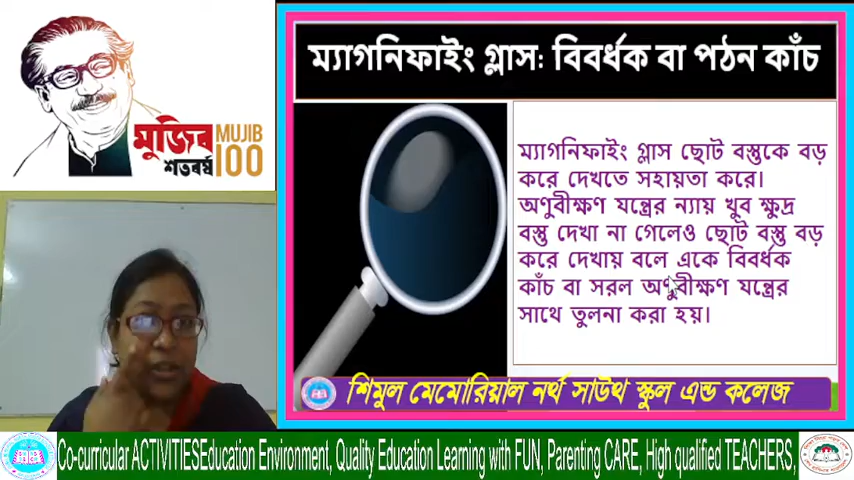 মুজিব
শতবর্ষ
MUJIB
100
ম্যাগনিফাইং গ্লাস: বিবর্ধক বা পঠন কাঁচ
ম্যাগনিফাইং গ্লাস ছোট বস্তুকে বড়
করে দেখতে সহায়তা করে।
অণুবীক্ষণ যন্ত্রের ন্যায় খুব ক্ষুদ্র
বস্তু দেখা না গেলেও ছোট বস্তু বড়
করে দেখায় বলে একে বিবর্ধক
কাঁচ বা সরল অণুবীক্ষণ যন্ত্রের
সাথে তুলনা করা হয়।
শিমুল মেমোরিয়াল নর্থ সাউথ স্কুল এন্ড কলেজ
Co-curricular ACTIVITIESEducation Environment, Quality Education Learning with FUN, Parenting CARE, High qualified TEACHERS,